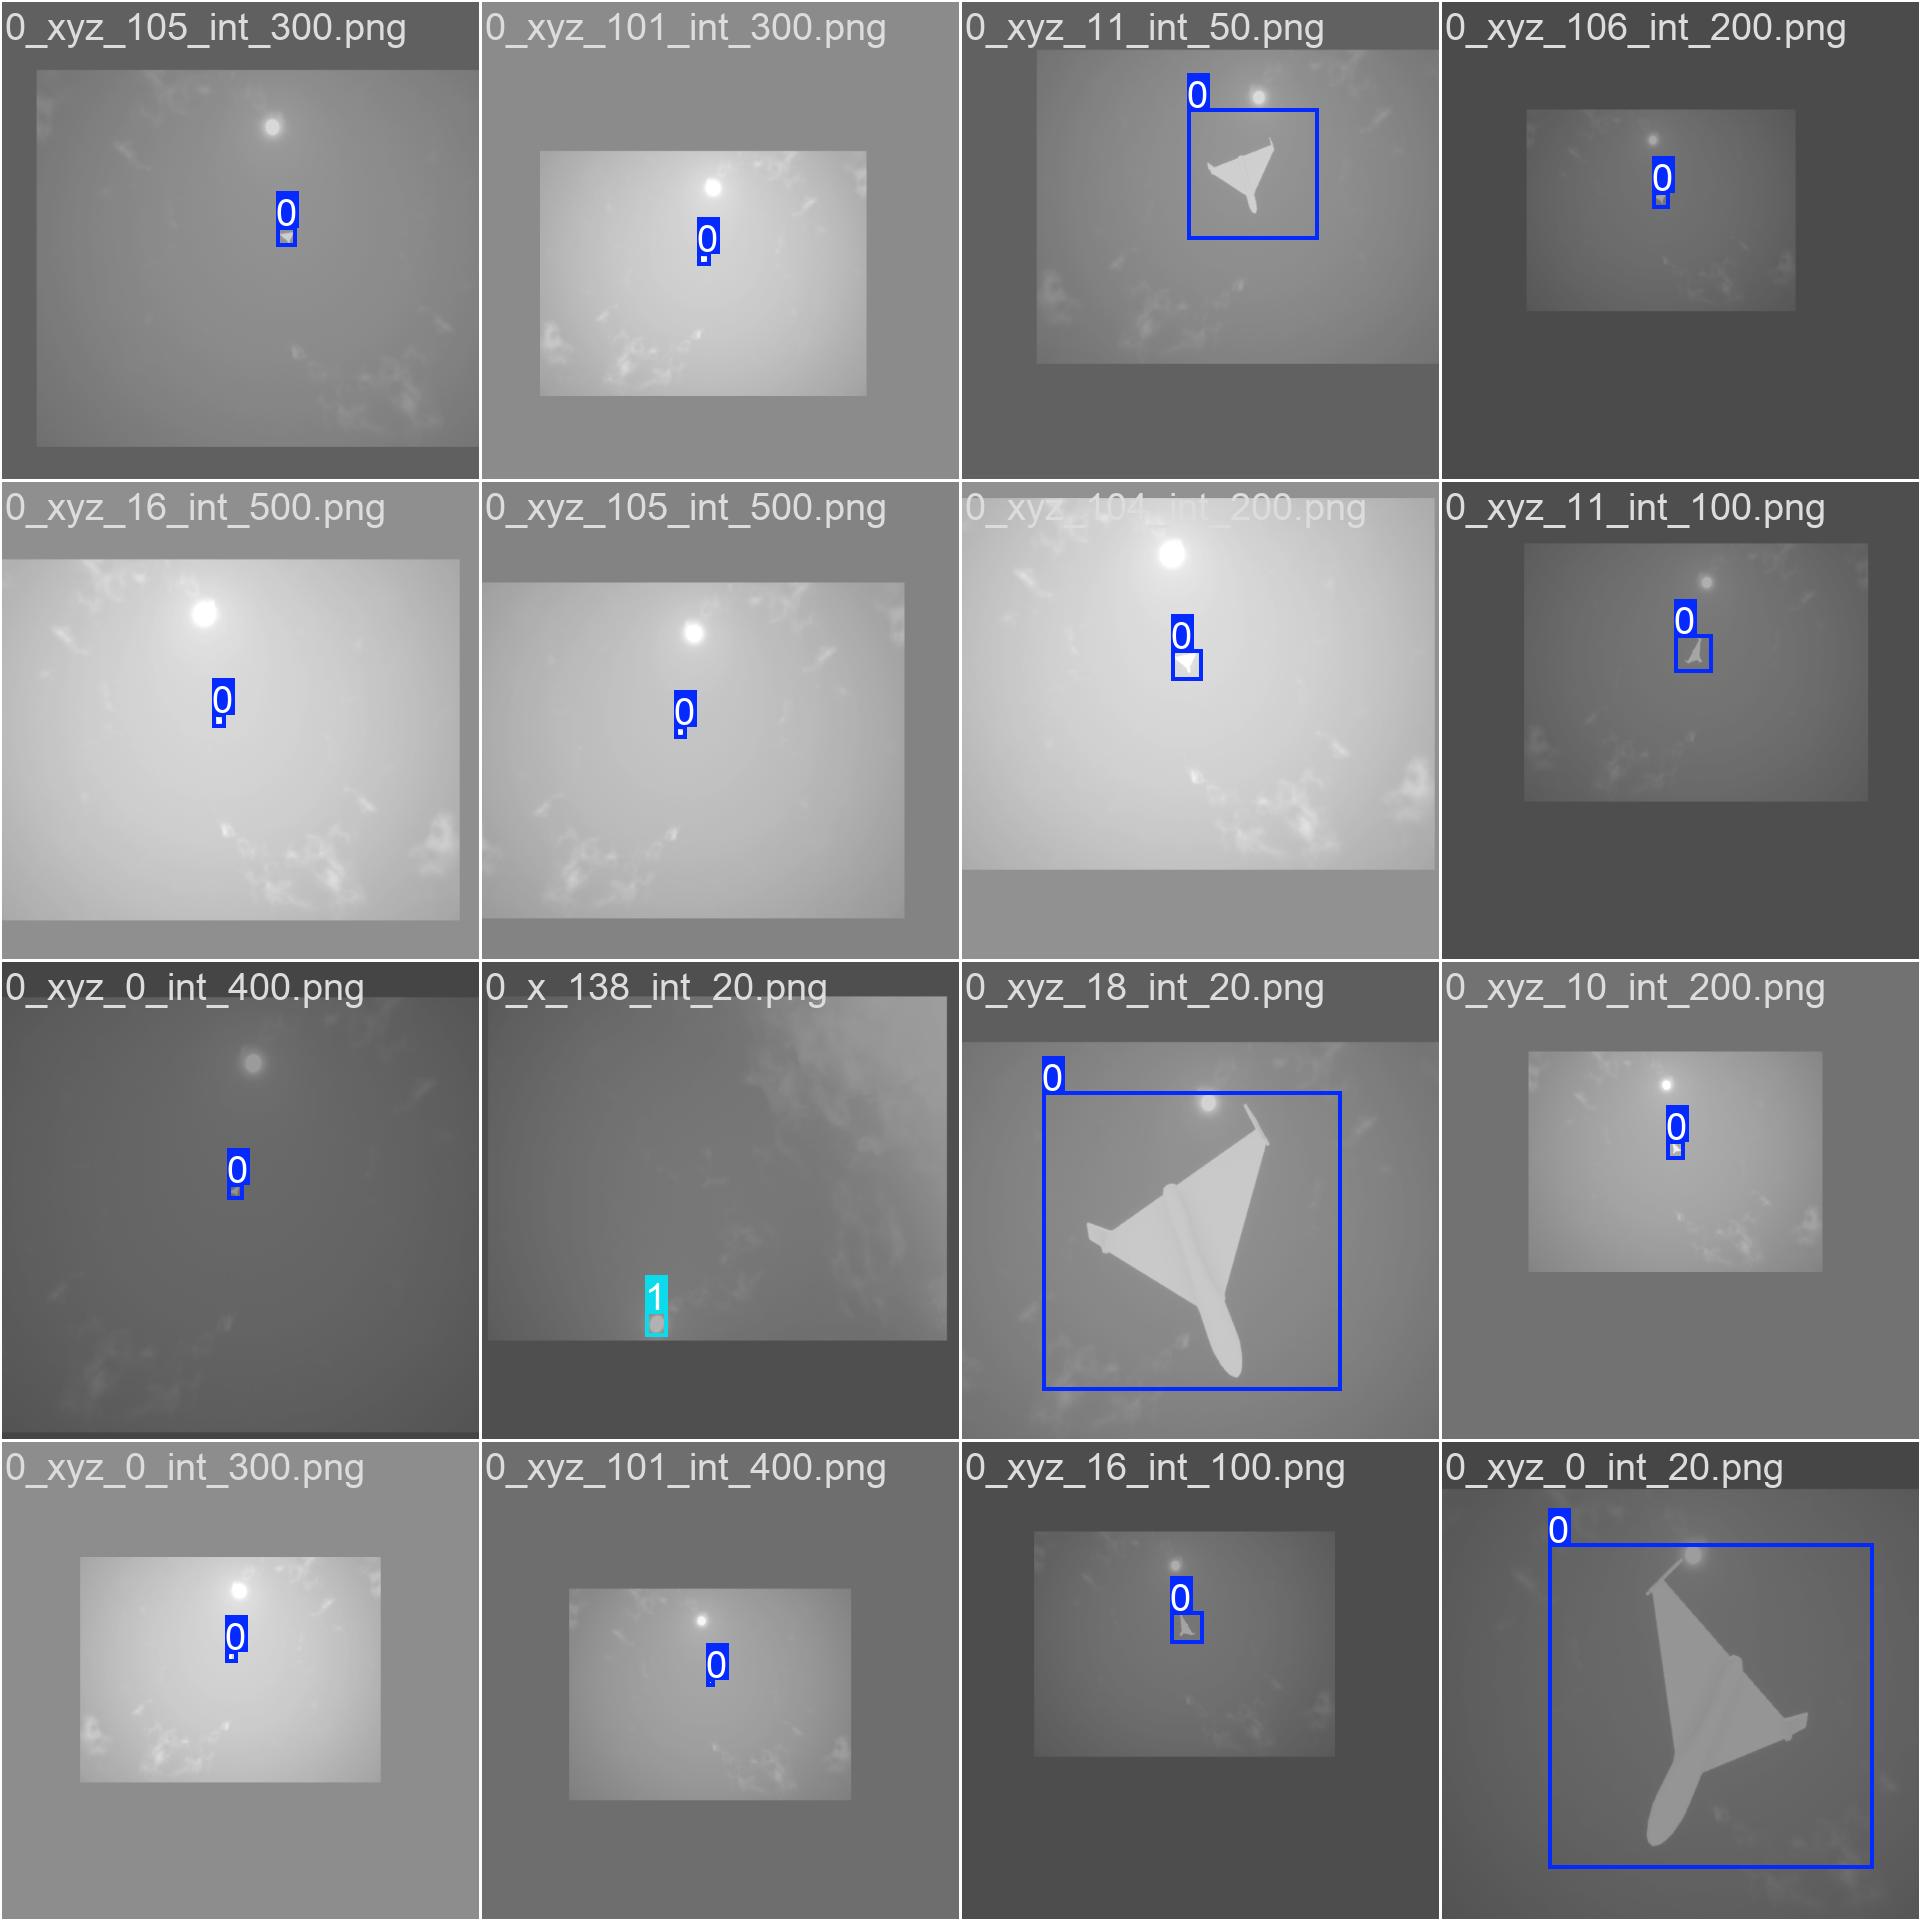 0_xyz_105_int_300.png
0_xyz_101_int_300.png
0_xyz_11_int_50.png
0_xyz_106_int_200.png
0
0
0
0
0_xyz_16_int_500.png
0_xyz_105_int_500.png
0_xyz_104_int_200.png
0_xyz_11_int_100.png
0
0
0
0
0_xyz_0_int_400.png
0_x_138_int_20.png
0_xyz_18_int_20.png
0_xyz_10_int_200.png
0
1
0
0
0_xyz_0_int_300.png
0_xyz_101_int_400.png
0_xyz_16_int_100.png
0_xyz_0_int_20.png
0
0
0
0